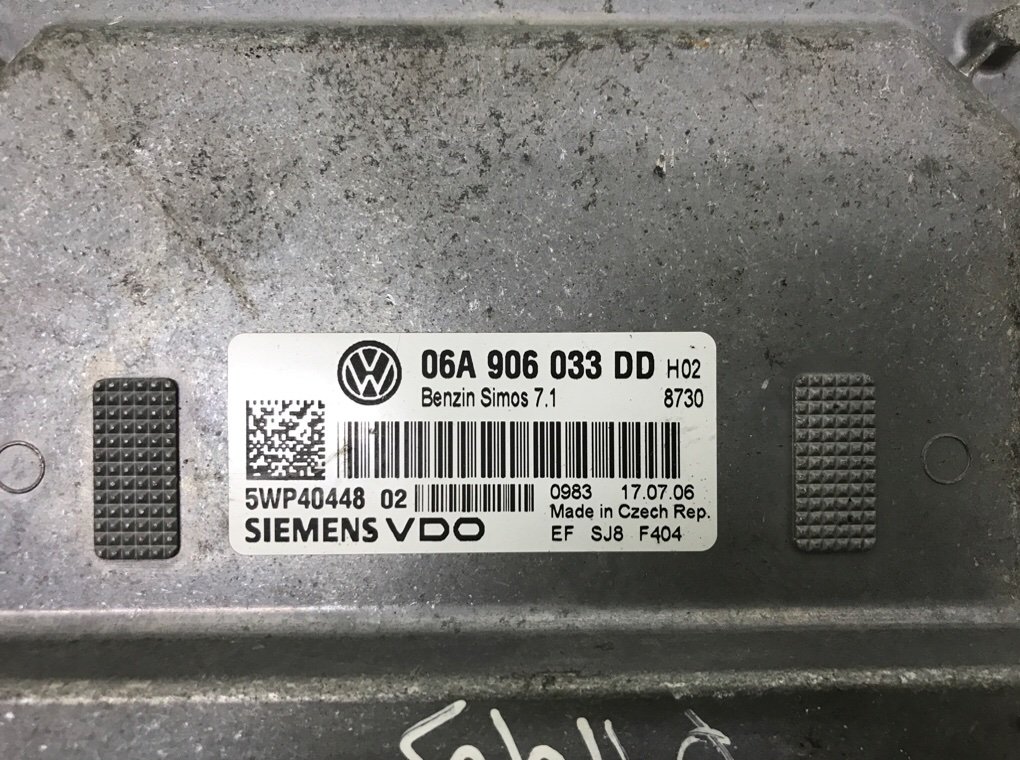 06A 906 033 DD H02
Benzin Simos 7.1 8730
5WP40448 02 0983 17.07.06
Made in Czech Rep.
SIEMENS VDO EF SJ8 F404